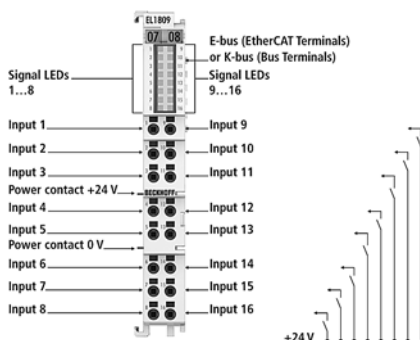 EL1809
07 08
E-bus (EtherCAT Terminals)
or K-bus (Bus Terminals)
Signal LEDs
1...8
Signal LEDs
9...16
Input 1
Input 9
Input 2
Input 10
Input 3
Input 11
Power contact +24 V
BECKHOFF
Input 4
Input 12
Input 5
Input 13
Power contact 0 V
Input 6
Input 14
Input 7
Input 15
Input 8
Input 16
+24 V